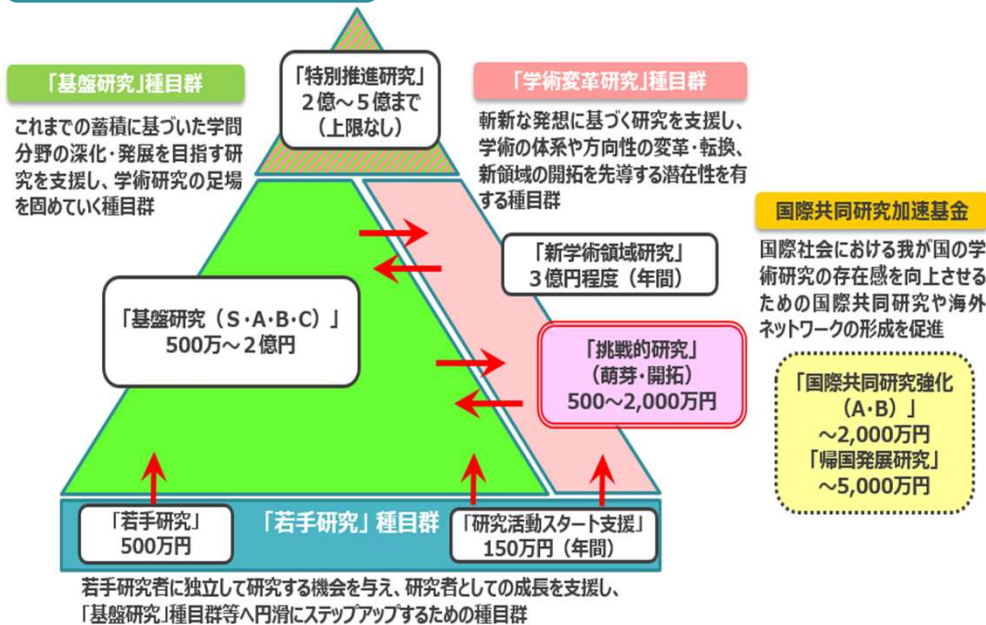 「特別推進研究」
2億～5億まで
（上限なし）
「基盤研究」種目群
これまでの蓄積に基づいた学問
分野の深化・発展を目指す研
究を支援し、学術研究の足場
を固めていく種目群
「学術変革研究」種目群
斬新な発想に基づく研究を支援し、
学術の体系や方向性の変革・転換、
新領域の開拓を先導する潜在性を有
する種目群
国際共同研究加速基金
国際社会における我が国の学
術研究の存在感を向上させる
ための国際共同研究や海外
ネットワークの形成を促進
「新学術領域研究」
3億円程度（年間）
「基盤研究（S・A・B・C）」
500万～2億円
「挑戦的研究」
（萌芽・開拓）
500～2,000万円
「国際共同研究強化
（A・B）」
～2,000万円
「帰国発展研究」
～5,000万円
「若手研究」
500万円
「若手研究」種目群
「研究活動スタート支援」
150万円（年間）
若手研究者に独立して研究する機会を与え、研究者としての成長を支援し、
「基盤研究」種目群等へ円滑にステップアップするための種目群